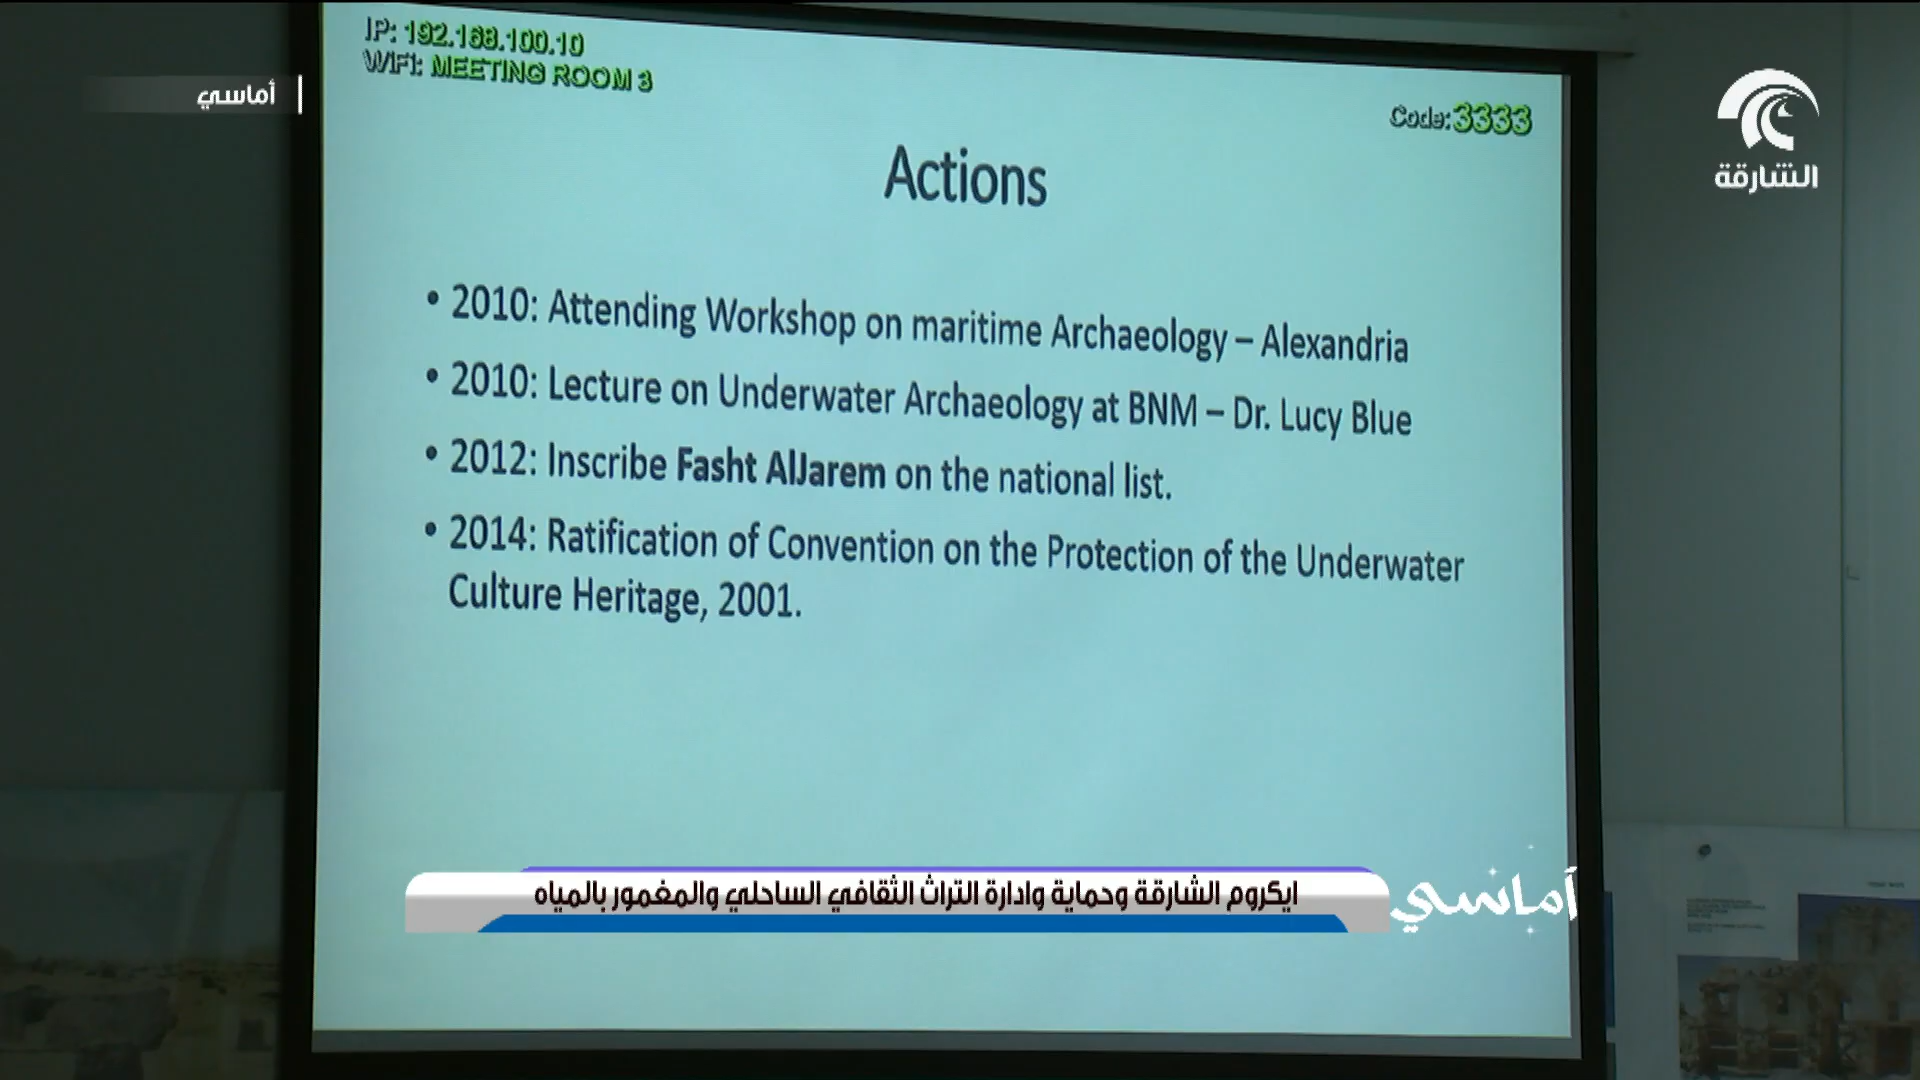 IP: 192.168.100.10
WiFi: MEETING ROOM 3
Code:3333
أماسي
الشارقة
Actions
• 2010: Attending Workshop on maritime Archaeology – Alexandria
• 2010: Lecture on Underwater Archaeology at BNM – Dr. Lucy Blue
• 2012: Inscribe Fasht AlJarem on the national list.
• 2014: Ratification of Convention on the Protection of the Underwater
Culture Heritage, 2001.
ايكروم الشارقة وحماية وادارة التراث الثقافي الساحلي والمغمور بالمياه
أماسي